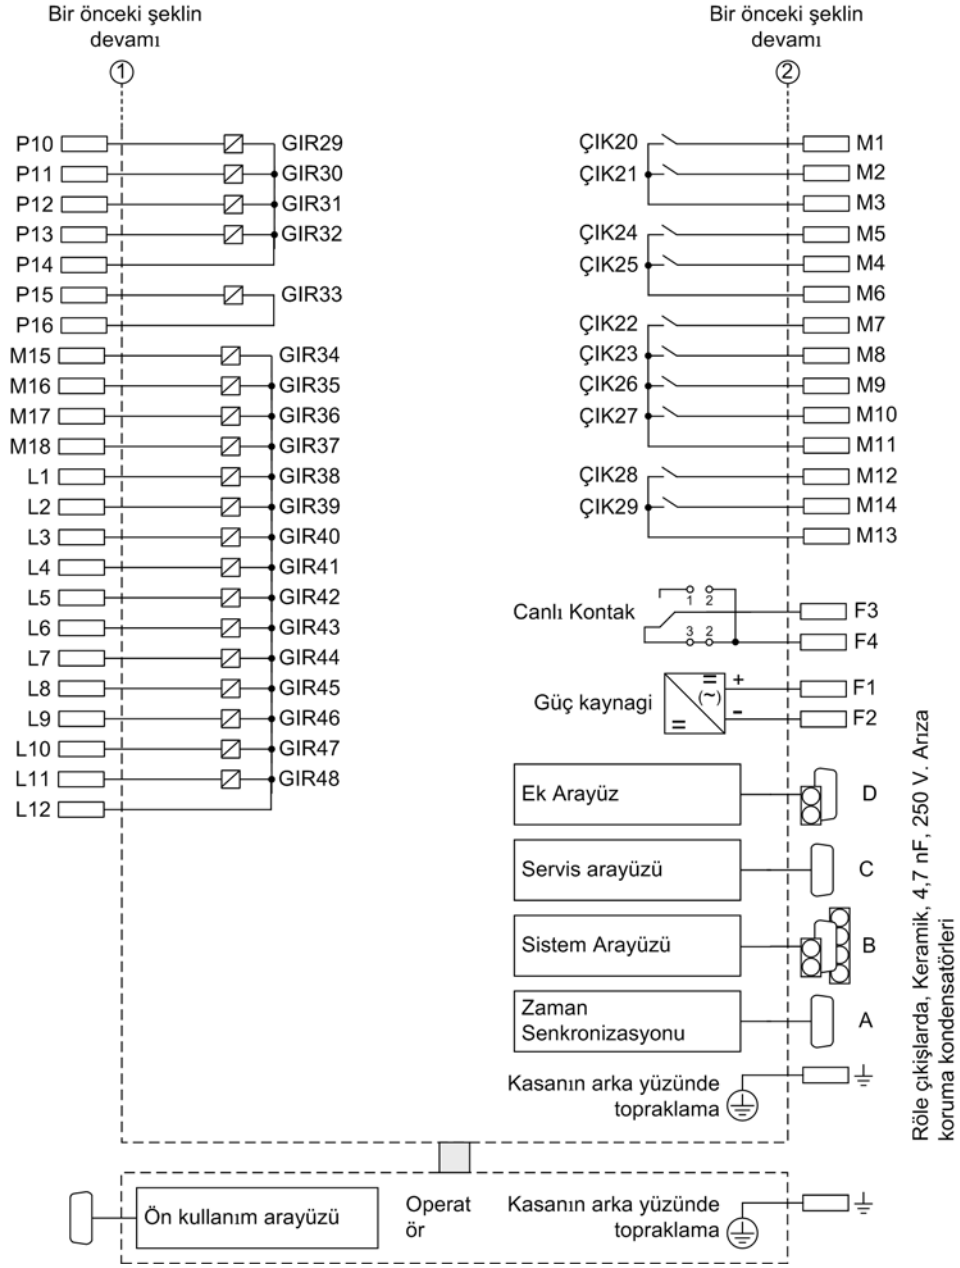 Bir önceki şeklin
devamı
1
Bir önceki şeklin
devamı
2
P10 GIR29
P11 GIR30
P12 GIR31
P13 GIR32
P14
P15 GIR33
P16
M15 GIR34
M16 GIR35
M17 GIR36
M18 GIR37
L1 GIR38
L2 GIR39
L3 GIR40
L4 GIR41
L5 GIR42
L6 GIR43
L7 GIR44
L8 GIR45
L9 GIR46
L10 GIR47
L11 GIR48
L12
ÇIK20 M1
ÇIK21 M2
M3
ÇIK24 M5
ÇIK25 M4
M6
ÇIK22 M7
ÇIK23 M8
ÇIK26 M9
ÇIK27 M10
M11
ÇIK28 M12
ÇIK29 M14
M13
1 2
Canlı Kontak F3
3 2
F4
Güç kaynagi = (~) = + - F1
F2
Ek Arayüz D
Servis arayüzü C
Sistem Arayüzü B
Zaman
Senkronizasyonu A
Kasanın arka yüzünde
topraklama
Röle çıkışlarda, Keramik, 4,7 nF, 250 V. Arıza
koruma kondensatörleri
Ön kullanım arayüzü
Operat
ör
Kasanın arka yüzünde
topraklama